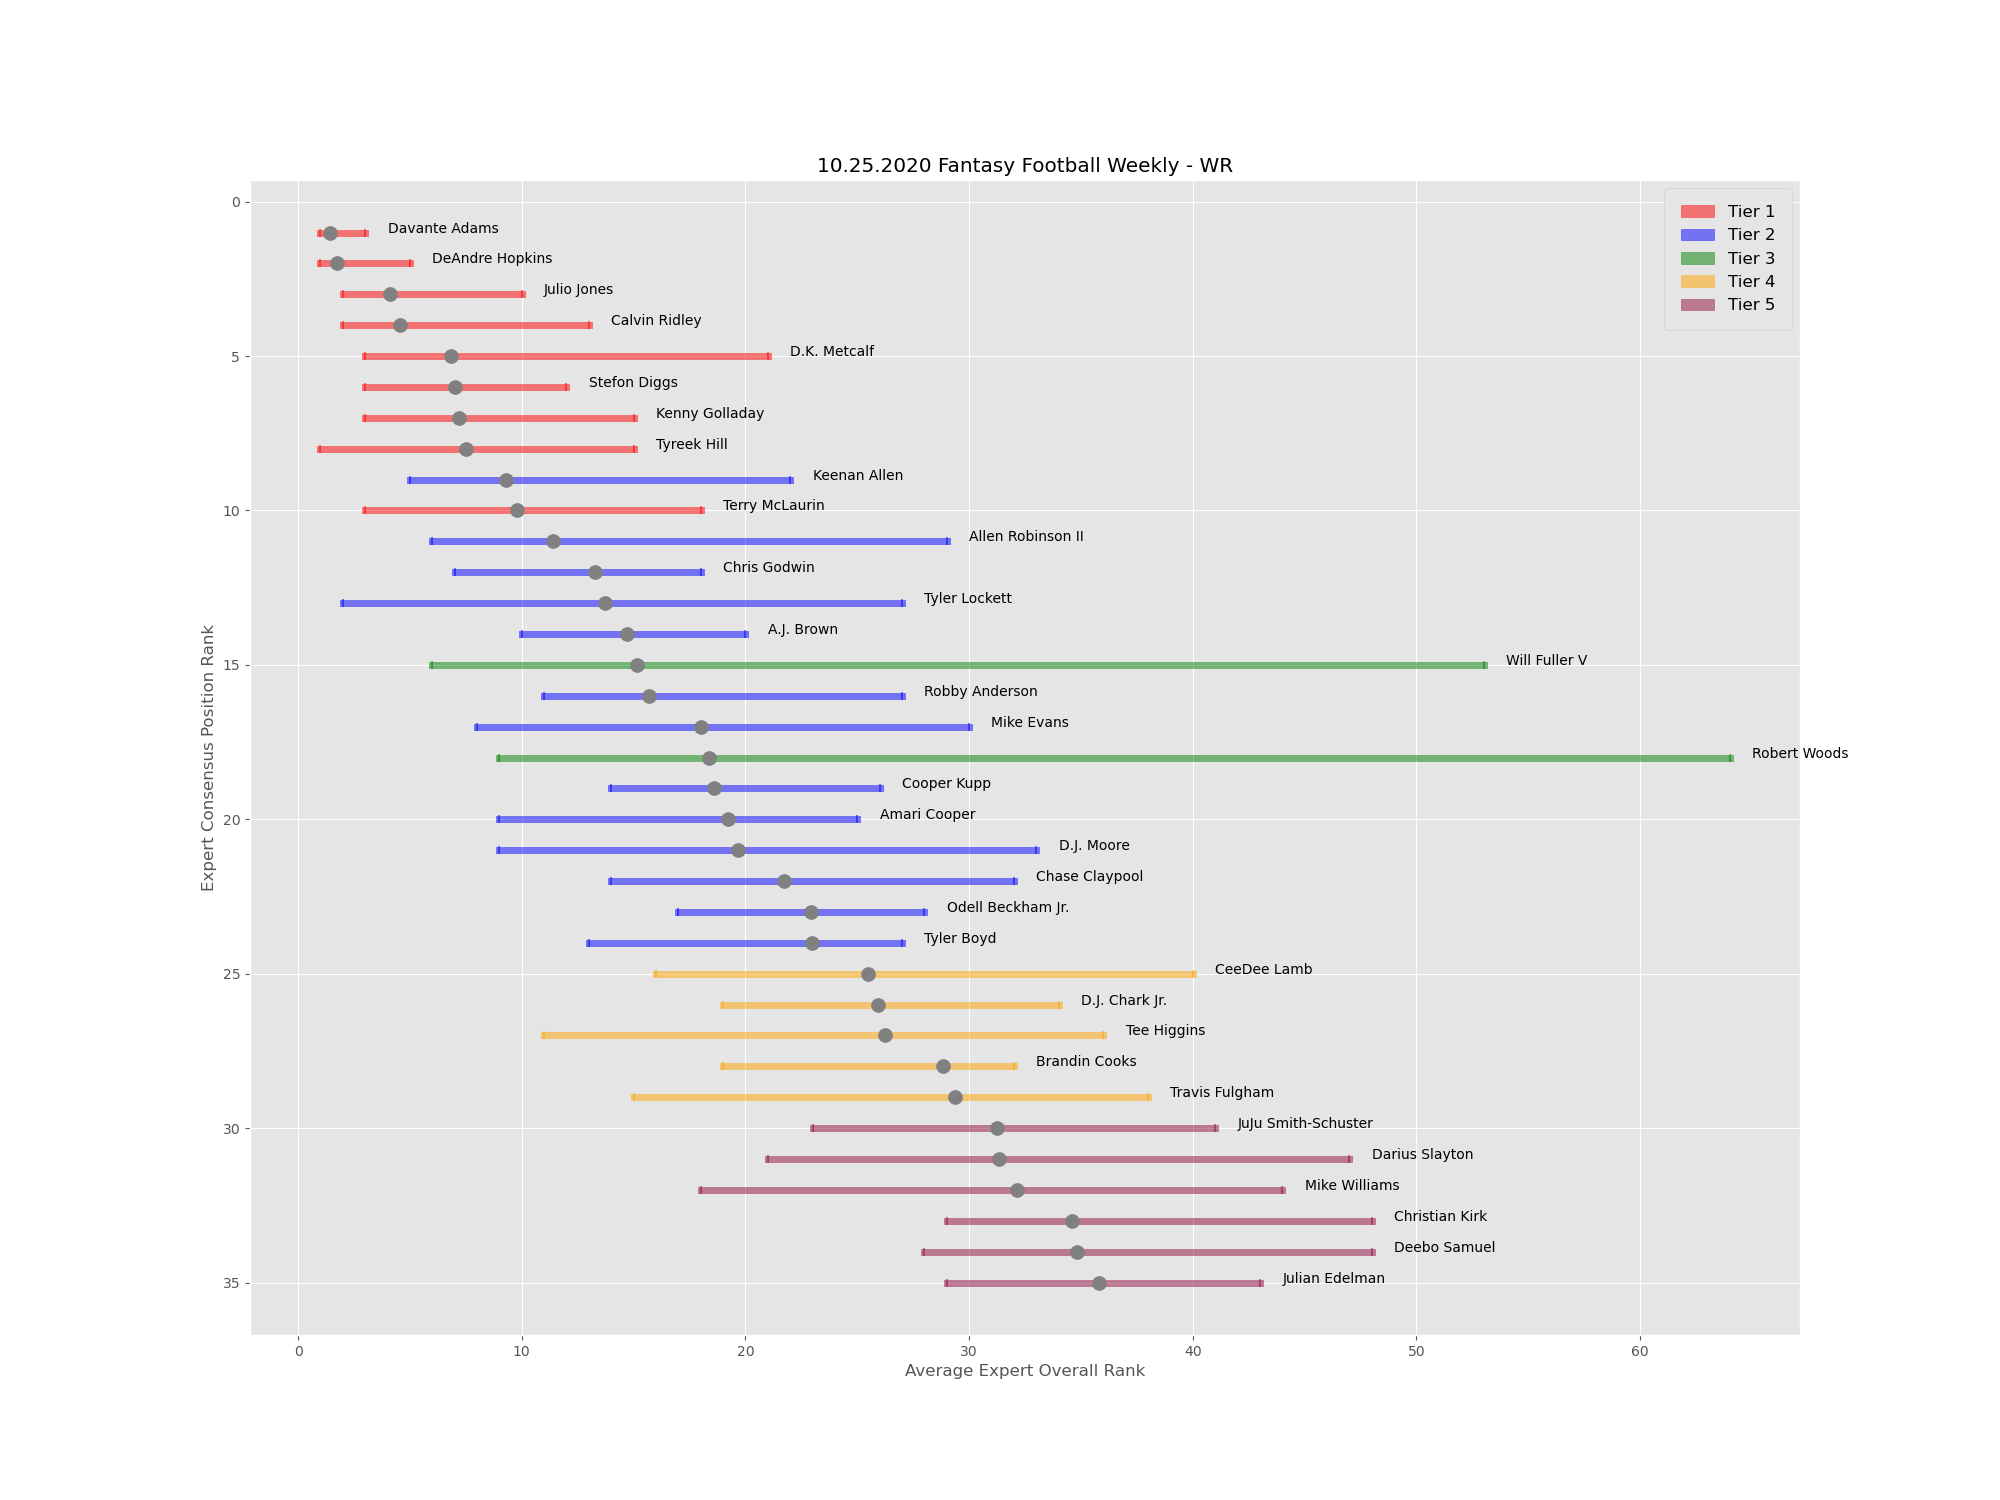 10.25.2020 Fantasy Football Weekly - WR
Tier 1
Tier 2
Tier 3
Tier 4
Tier 5
Expert Consensus Position Rank
0
5
10
15
20
25
30
35
Davante Adams
DeAndre Hopkins
Julio Jones
Calvin Ridley
D.K. Metcalf
Stefon Diggs
Kenny Golladay
Tyreek Hill
Keenan Allen
Terry McLaurin
Allen Robinson II
Chris Godwin
Tyler Lockett
A.J. Brown
Will Fuller V
Robby Anderson
Mike Evans
Robert Woods
Cooper Kupp
Amari Cooper
D.J. Moore
Chase Claypool
Odell Beckham Jr.
Tyler Boyd
CeeDee Lamb
D.J. Chark Jr.
Tee Higgins
Brandin Cooks
Travis Fulgham
JuJu Smith-Schuster
Darius Slayton
Mike Williams
Christian Kirk
Deebo Samuel
Julian Edelman
0 10 20 30 40 50 60
Average Expert Overall Rank